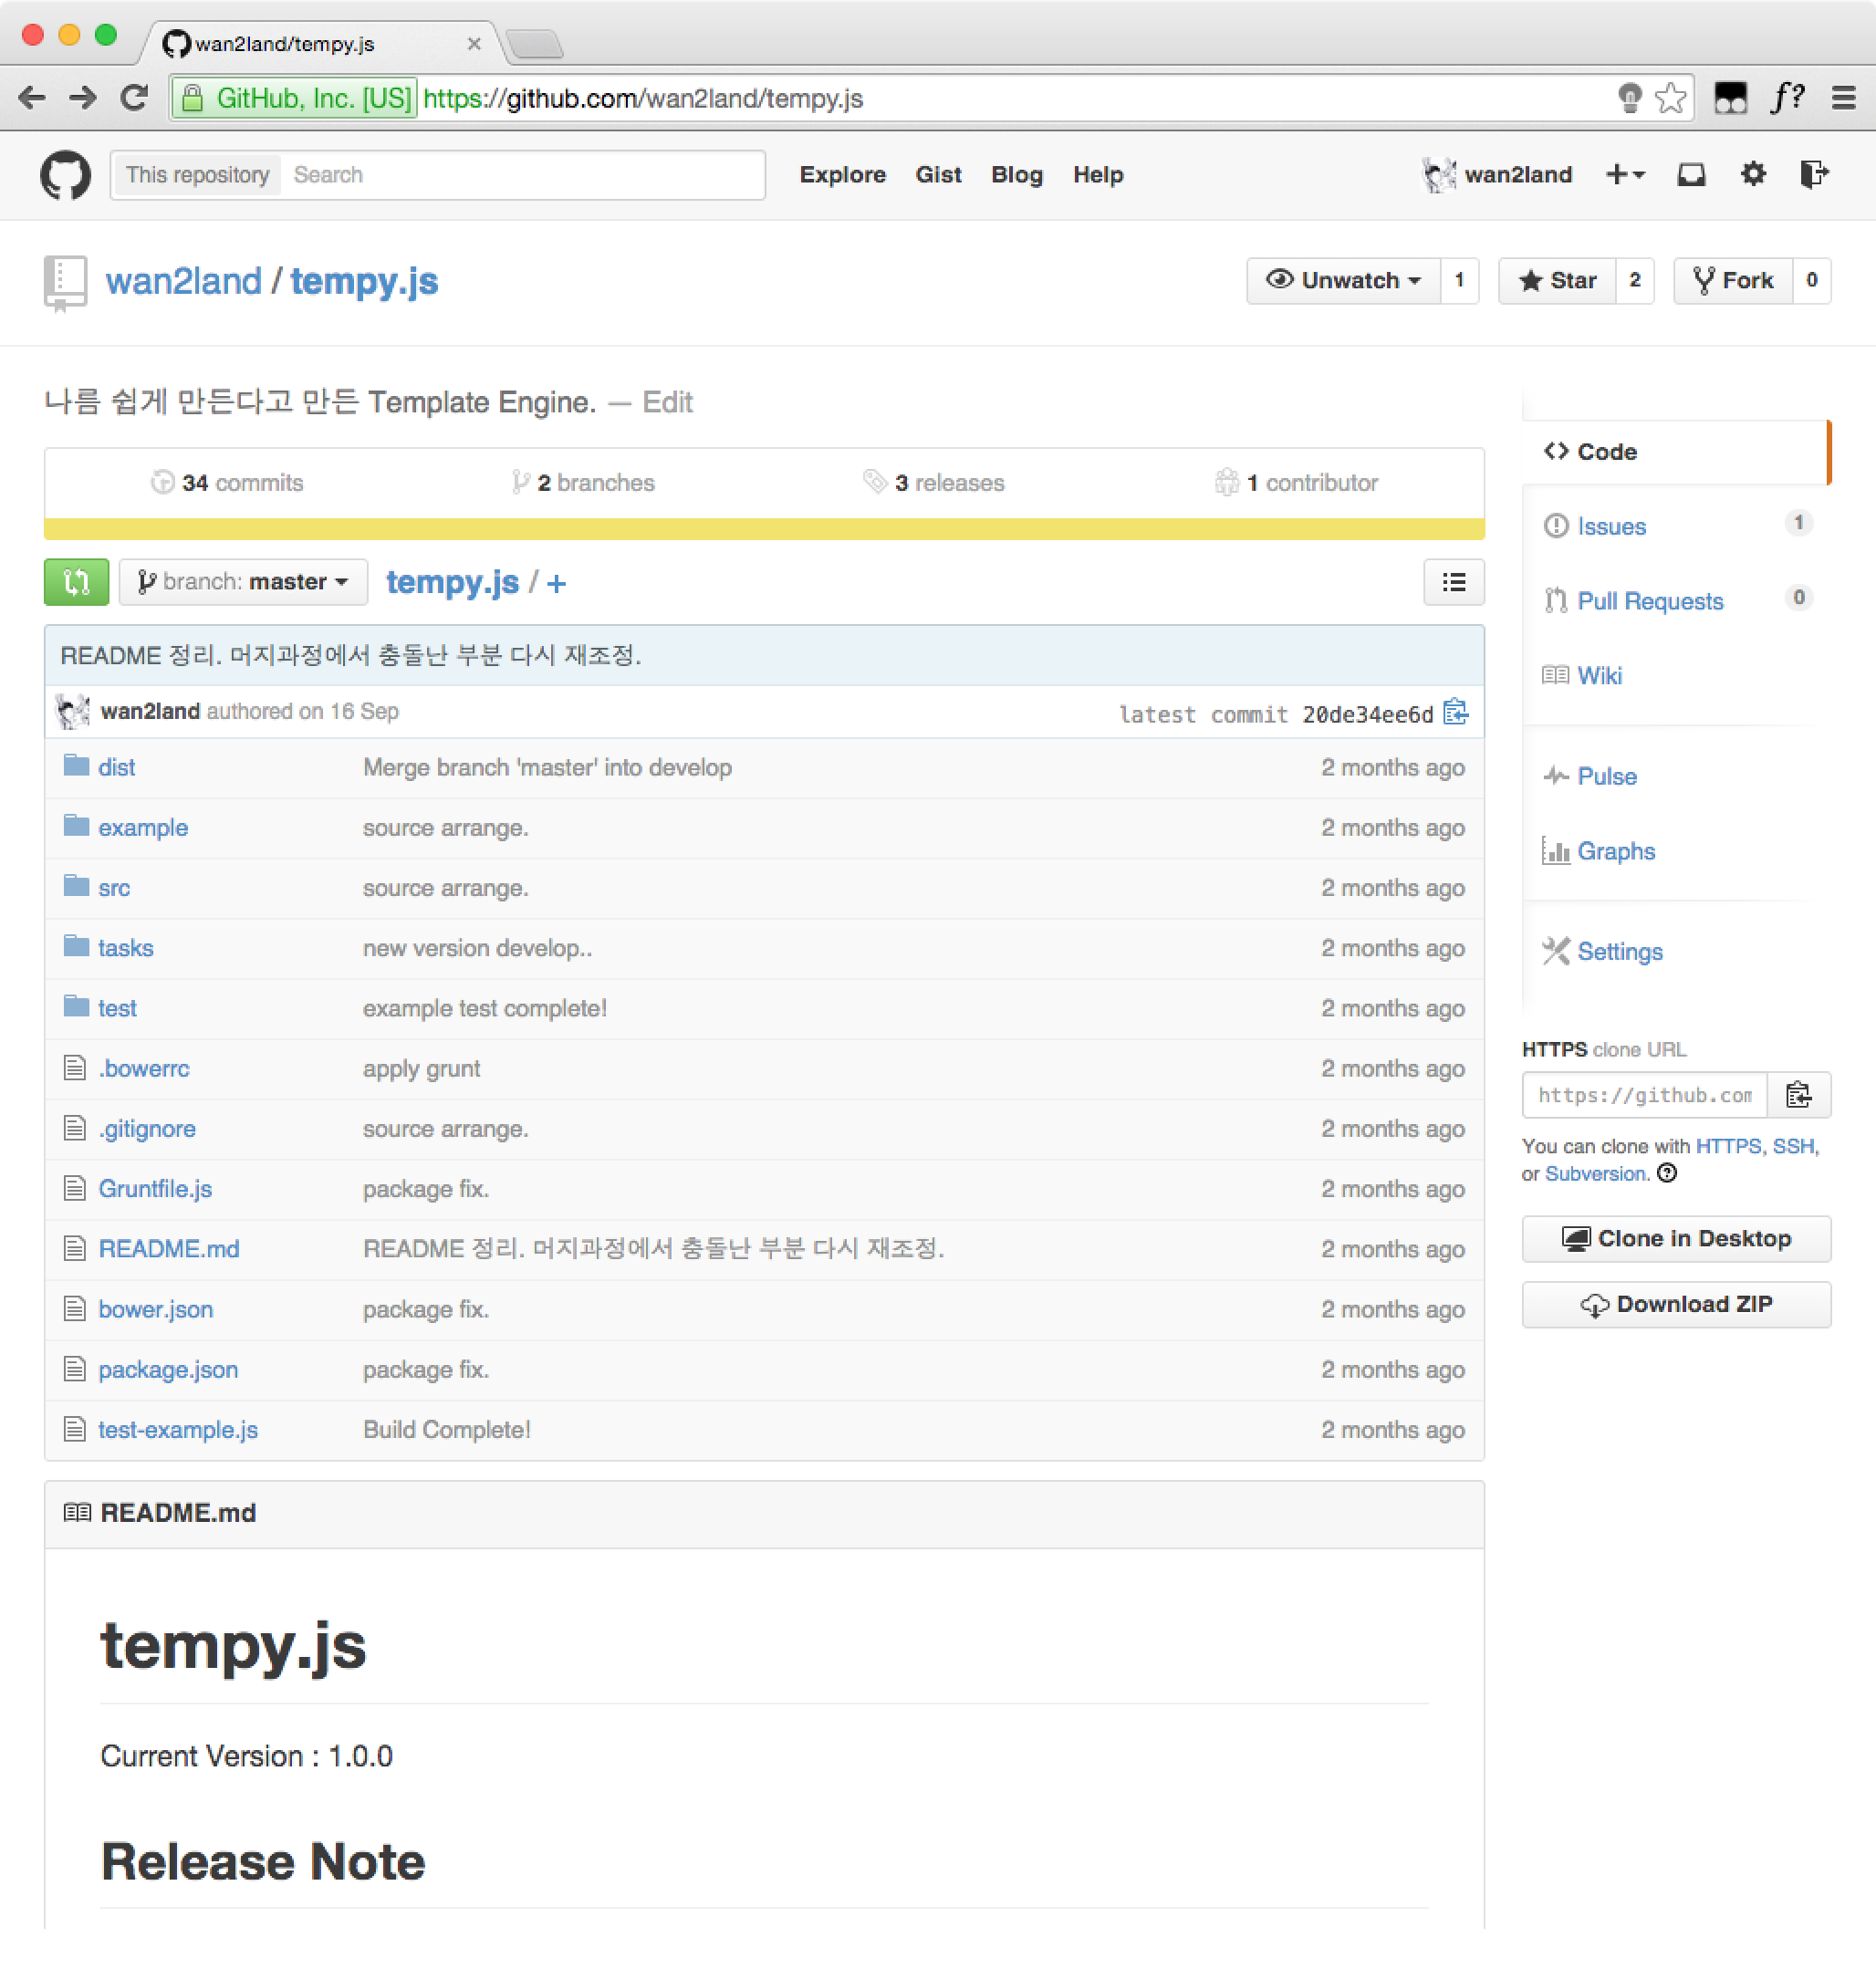 wan2land/tempy.js
GitHub, Inc. [US] https://github.com/wan2land/tempy.js
f?
This repository Search Explore Gist Blog Help wan2land
wan2land / tempy.js Unwatch 1 Star 2 Fork 0
나름 쉽게 만든다고 만든 Template Engine. — Edit
34 commits 2 branches 3 releases 1 contributor
branch: master tempy.js / +
README 정리. 머지과정에서 충돌난 부분 다시 재조정.
wan2land authored on 16 Sep latest commit 20de34ee6d
dist Merge branch 'master' into develop 2 months ago
example source arrange. 2 months ago
src source arrange. 2 months ago
tasks new version develop.. 2 months ago
test example test complete! 2 months ago
.bowerrc apply grunt 2 months ago
.gitignore source arrange. 2 months ago
Gruntfile.js package fix. 2 months ago
README.md README 정리. 머지과정에서 충돌난 부분 다시 재조정. 2 months ago
bower.json package fix. 2 months ago
package.json package fix. 2 months ago
test-example.js Build Complete! 2 months ago
README.md
tempy.js
Current Version : 1.0.0
Release Note
Code
Issues 1
Pull Requests 0
Wiki
Pulse
Graphs
Settings
HTTPS clone URL
https://github.com
You can clone with HTTPS, SSH,
or Subversion.
Clone in Desktop
Download ZIP